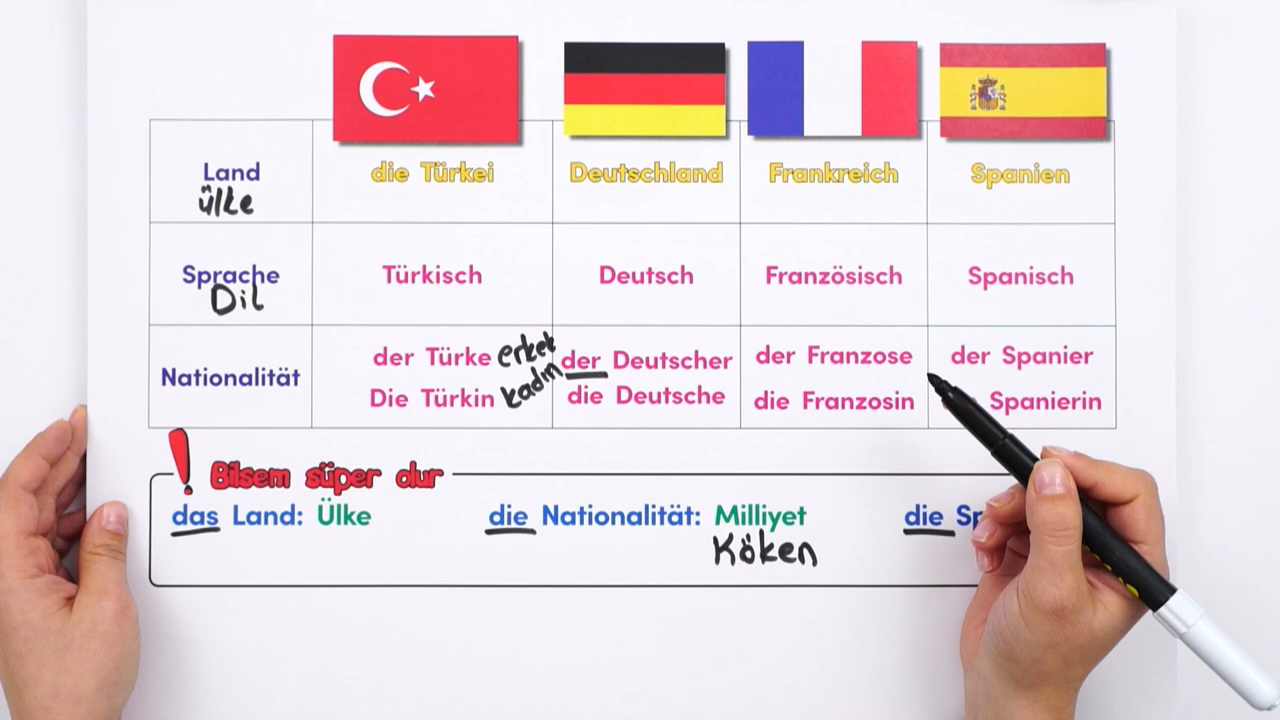 die Türkei Deutschland Frankreich Spanien
Land
ülke
Sprache Türkisch Deutsch Französisch Spanisch
Dil
Nationalität
der Türke erkek der Deutscher der Franzose der Spanier
Die Türkin kadın die Deutsche die Franzosin Spanierin
! Bilsem süper olur
das Land: Ülke die Nationalität: Milliyet die
Köken